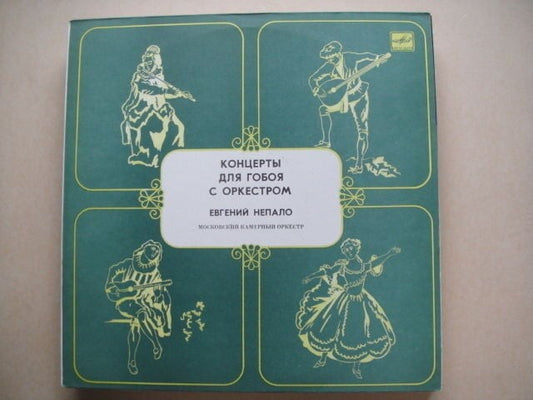 КОНЦЕРТЫ
ДЛЯ ГОБОЯ
С ОРКЕСТРОМ
ЕВГЕНИЙ НЕПАЛО
МОСКОВСКИЙ КАМЕРНЫЙ ОРКЕСТР